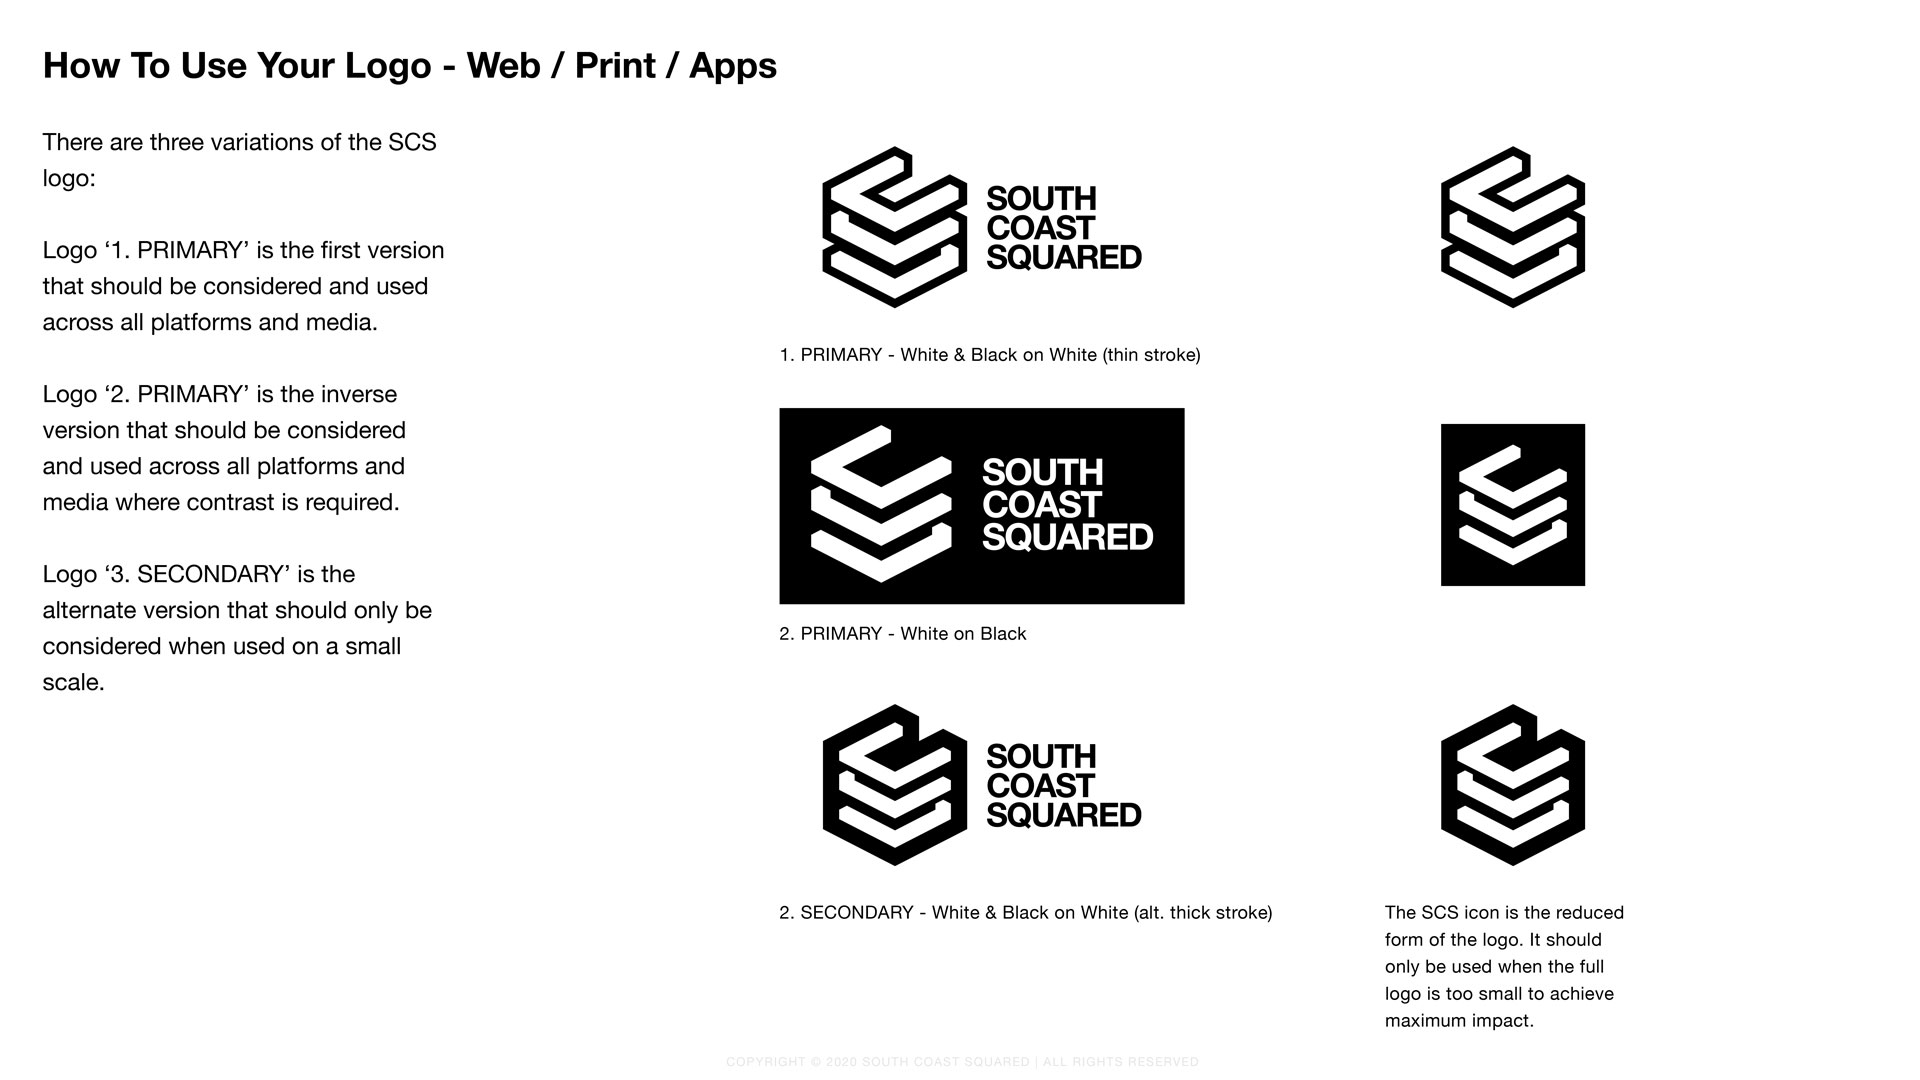 How To Use Your Logo - Web / Print / Apps
There are three variations of the SCS
logo:
Logo ‘1. PRIMARY’ is the first version
that should be considered and used
across all platforms and media.
Logo ‘2. PRIMARY’ is the inverse
version that should be considered
and used across all platforms and
media where contrast is required.
Logo ‘3. SECONDARY’ is the
alternate version that should only be
considered when used on a small
scale.
SOUTH
COAST
SQUARED
1. PRIMARY - White & Black on White (thin stroke)
SOUTH
COAST
SQUARED
2. PRIMARY - White on Black
SOUTH
COAST
SQUARED
2. SECONDARY - White & Black on White (alt. thick stroke)
The SCS icon is the reduced
form of the logo. It should
only be used when the full
logo is too small to achieve
maximum impact.
COPYRIGHT © 2020 SOUTH COAST SQUARED | ALL RIGHTS RESERVED